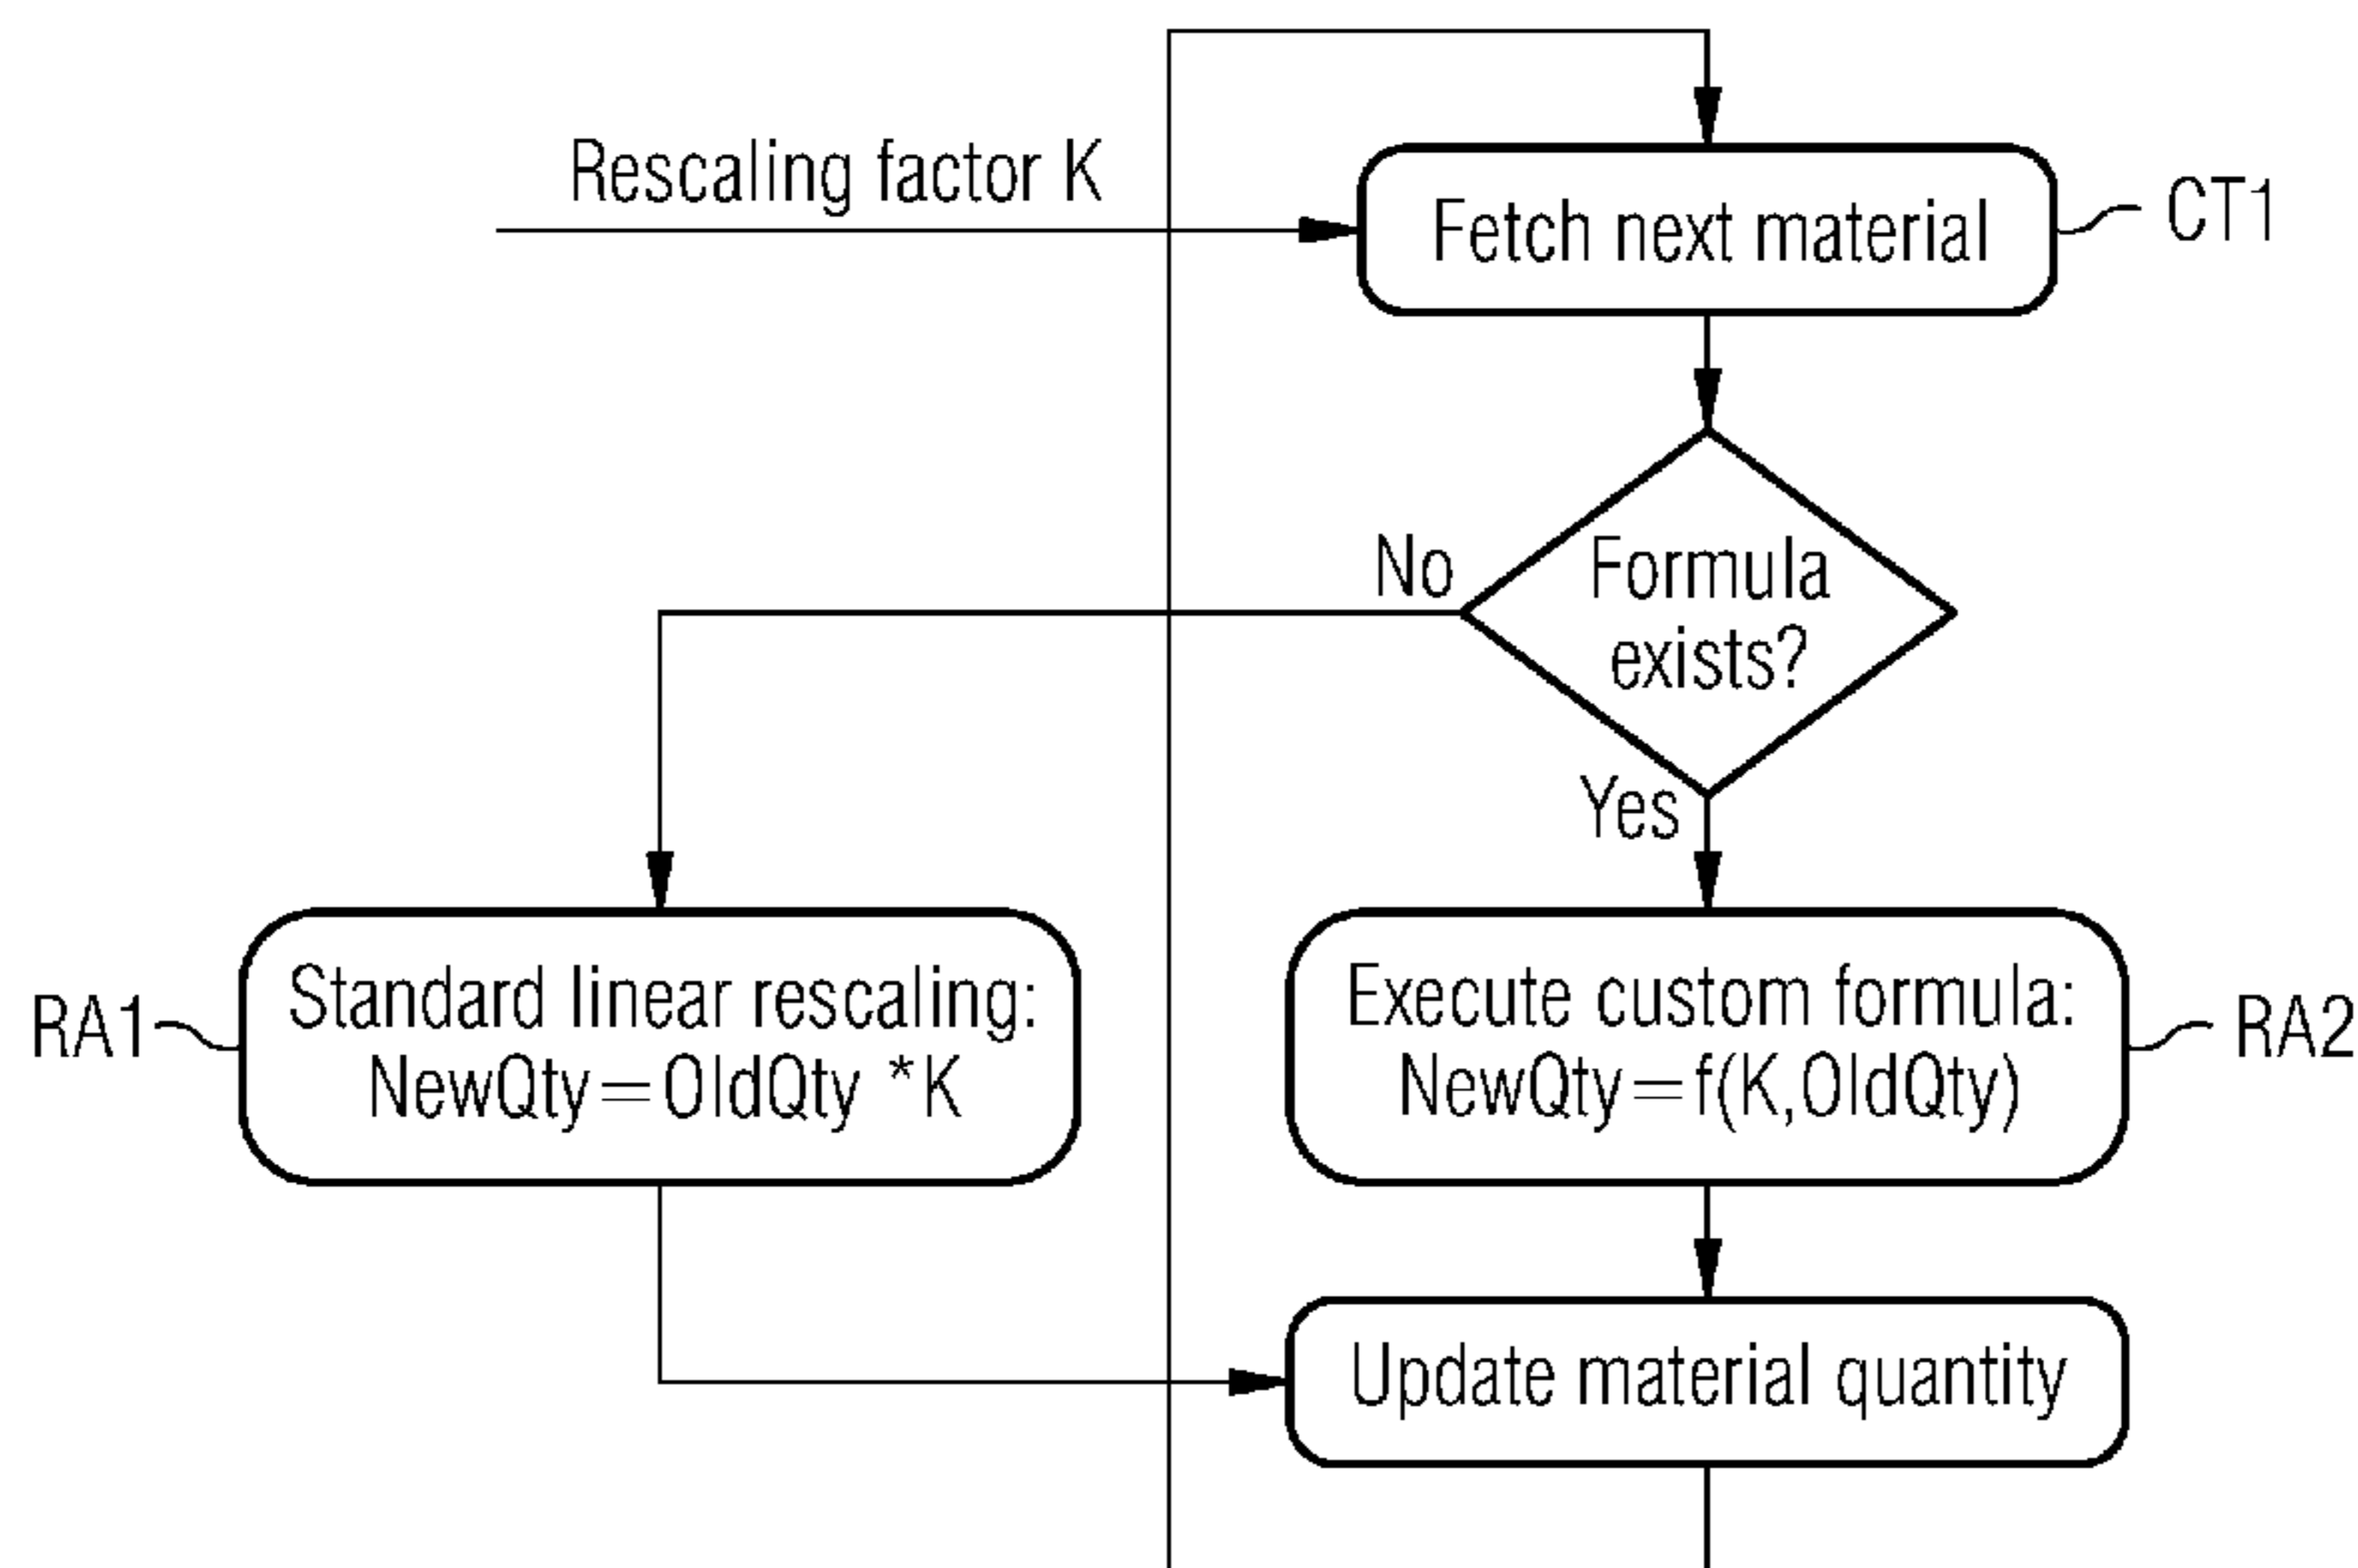 Rescaling factor K
Fetch next material
CT1
No
Formula
exists?
Yes
RA1
Standard linear rescaling:
NewQty=OldQty *K
Execute custom formula:
NewQty=f(K,OldQty)
RA2
Update material quantity